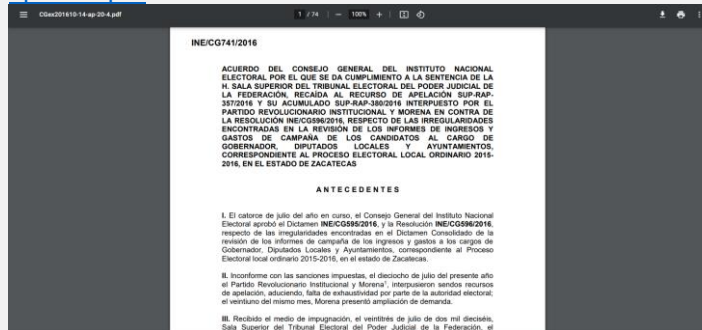 CGex201610-14-ap-20-4.pdf
1 / 74
100%
INE/CG741/2016
ACUERDO DEL CONSEJO GENERAL DEL INSTITUTO NACIONAL
ELECTORAL POR EL QUE SE DA CUMPLIMIENTO A LA SENTENCIA DE LA
H. SALA SUPERIOR DEL TRIBUNAL ELECTORAL DEL PODER JUDICIAL DE
LA FEDERACIÓN, RECAÍDA AL RECURSO DE APELACIÓN SUP-RAP-
357/2016 Y SU ACUMULADO SUP-RAP-380/2016 INTERPUESTO POR EL
PARTIDO REVOLUCIONARIO INSTITUCIONAL Y MORENA EN CONTRA DE
LA RESOLUCIÓN INE/CG596/2016, RESPECTO DE LAS IRREGULARIDADES
ENCONTRADAS EN LA REVISIÓN DE LOS INFORMES DE INGRESOS Y
GASTOS DE CAMPAÑA DE LOS CANDIDATOS AL CARGO DE
GOBERNADOR, DIPUTADOS LOCALES Y AYUNTAMIENTOS,
CORRESPONDIENTE AL PROCESO ELECTORAL LOCAL ORDINARIO 2015-
2016, EN EL ESTADO DE ZACATECAS
ANTECEDENTES
I. El catorce de julio del año en curso, el Consejo General del Instituto Nacional
Electoral aprobó el Dictamen INE/CG595/2016, y la Resolución INE/CG596/2016,
respecto de las irregularidades encontradas en el Dictamen Consolidado de la
revisión de los informes de campaña de los ingresos y gastos a los cargos de
Gobernador, Diputados Locales y Ayuntamientos, correspondiente al Proceso
Electoral local ordinario 2015-2016, en el estado de Zacatecas.
II. Inconforme con las sanciones impuestas, el dieciocho de julio del presente año
el Partido Revolucionario Institucional y Morena¹, interpusieron sendos recursos
de apelación, aduciendo, falta de exhaustividad por parte de la autoridad electoral;
el veintiuno del mismo mes, Morena presentó ampliación de demanda.
III. Recibido el medio de impugnación, el veintitrés de julio de dos mil dieciséis,
Sala Superior del Tribunal Electoral del Poder Judicial de la Federación, el